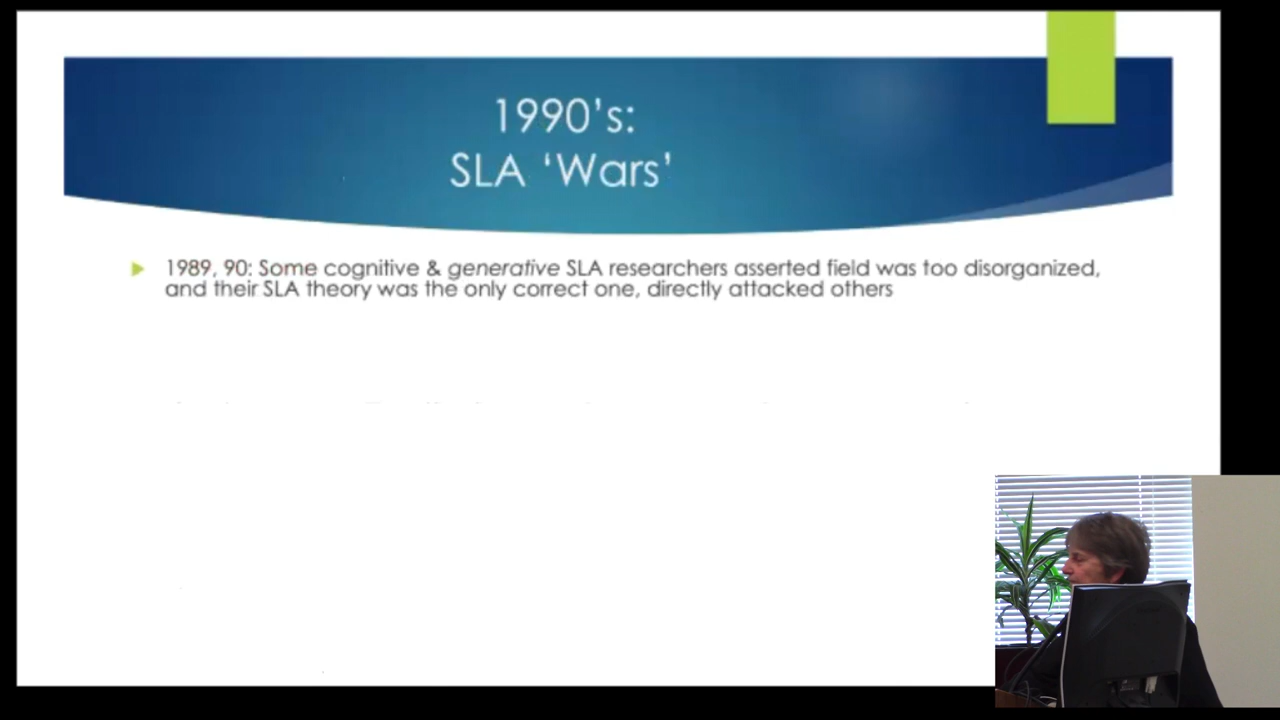 1990's:
SLA 'Wars'
1989, 90: Some cognitive & generative SLA researchers asserted field was too disorganized,
and their SLA theory was the only correct one, directly attacked others